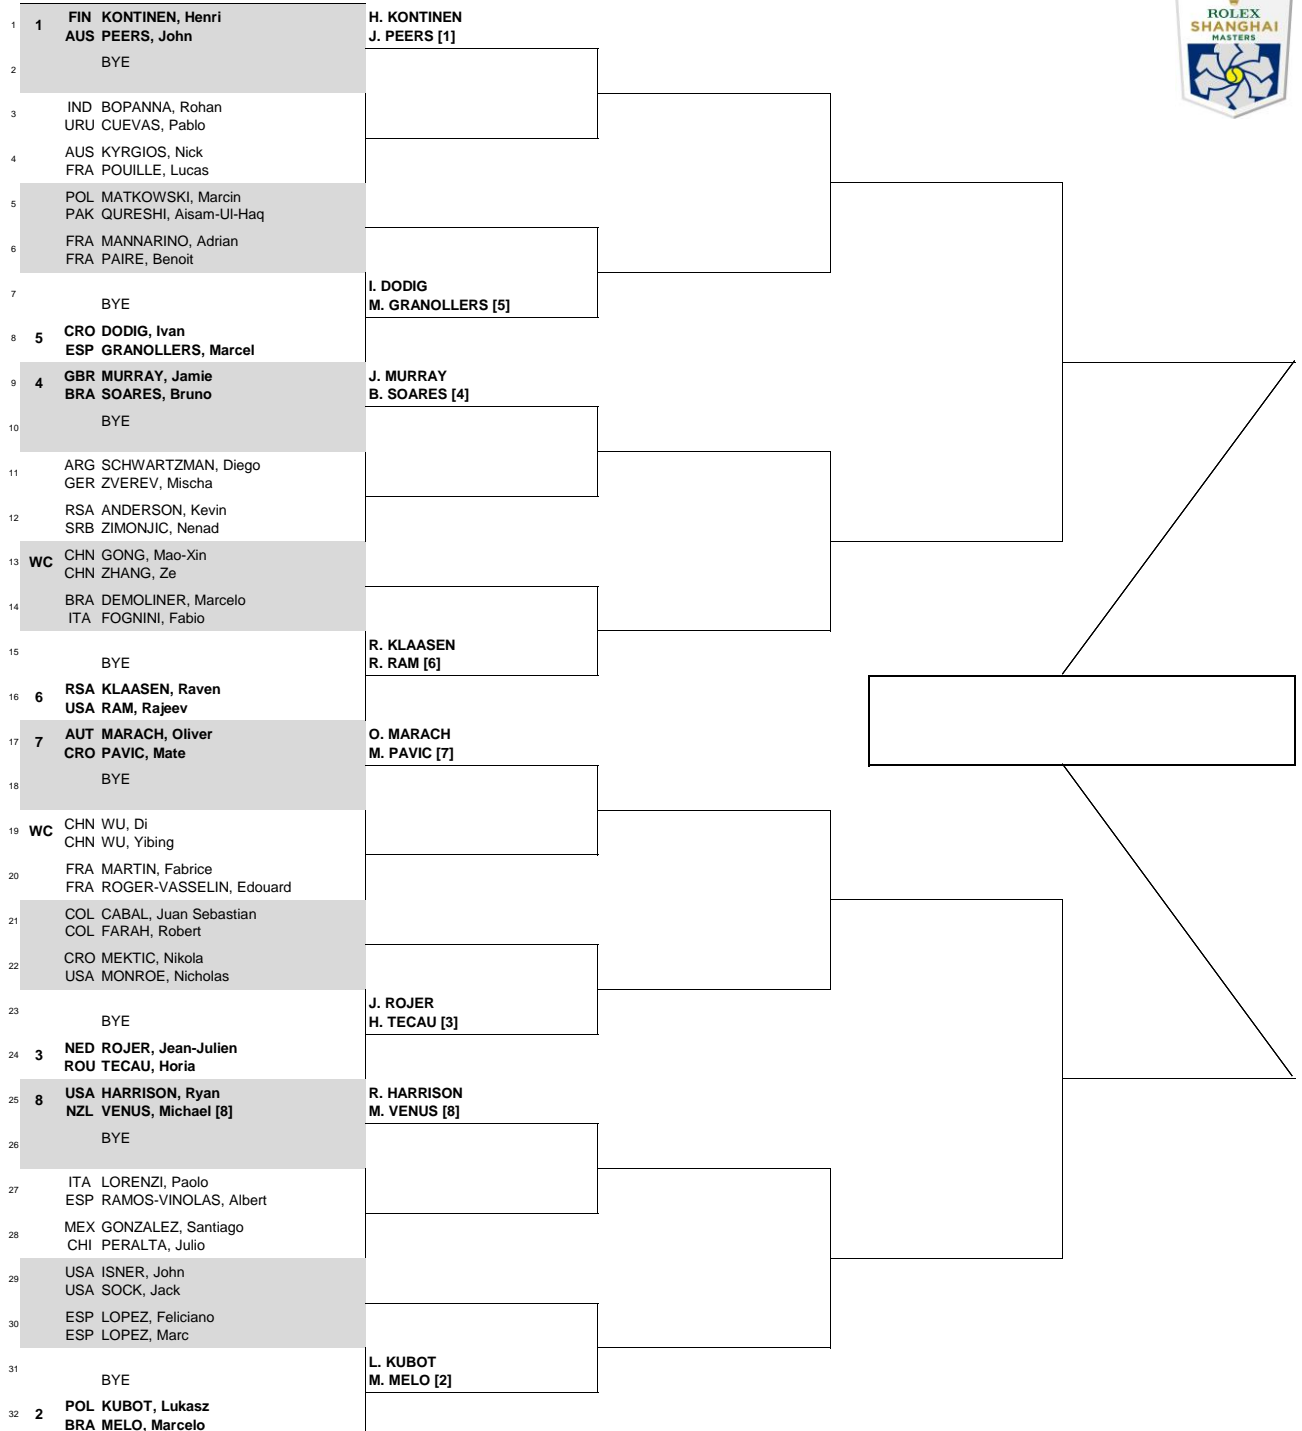 1 1 FIN KONTINEN, Henri
AUS PEERS, John
H. KONTINEN
J. PEERS [1]
ROLEX
SHANGHAI
MASTERS
2 BYE
3 IND BOPANNA, Rohan
URU CUEVAS, Pablo
4 AUS KYRGIOS, Nick
FRA POUILLE, Lucas
5 POL MATKOWSKI, Marcin
PAK QURESHI, Aisam-Ul-Haq
6 FRA MANNARINO, Adrian
FRA PAIRE, Benoit
7 BYE
I. DODIG
M. GRANOLLERS [5]
8 5 CRO DODIG, Ivan
ESP GRANOLLERS, Marcel
9 4 GBR MURRAY, Jamie
BRA SOARES, Bruno
J. MURRAY
B. SOARES [4]
10 BYE
11 ARG SCHWARTZMAN, Diego
GER ZVEREV, Mischa
12 RSA ANDERSON, Kevin
SRB ZIMONJIC, Nenad
13 WC CHN GONG, Mao-Xin
CHN ZHANG, Ze
14 BRA DEMOLINER, Marcelo
ITA FOGNINI, Fabio
15 BYE
R. KLAASEN
R. RAM [6]
16 6 RSA KLAASEN, Raven
USA RAM, Rajeev
17 7 AUT MARACH, Oliver
CRO PAVIC, Mate
O. MARACH
M. PAVIC [7]
18 BYE
19 WC CHN WU, Di
CHN WU, Yibing
20 FRA MARTIN, Fabrice
FRA ROGER-VASSELIN, Edouard
21 COL CABAL, Juan Sebastian
COL FARAH, Robert
22 CRO MEKTIC, Nikola
USA MONROE, Nicholas
23 BYE
J. ROJER
H. TECAU [3]
24 3 NED ROJER, Jean-Julien
ROU TECAU, Horia
25 8 USA HARRISON, Ryan
NZL VENUS, Michael [8]
R. HARRISON
M. VENUS [8]
26 BYE
27 ITA LORENZI, Paolo
ESP RAMOS-VINOLAS, Albert
28 MEX GONZALEZ, Santiago
CHI PERALTA, Julio
29 USA ISNER, John
USA SOCK, Jack
30 ESP LOPEZ, Feliciano
ESP LOPEZ, Marc
31 BYE
L. KUBOT
M. MELO [2]
32 2 POL KUBOT, Lukasz
BRA MELO, Marcelo